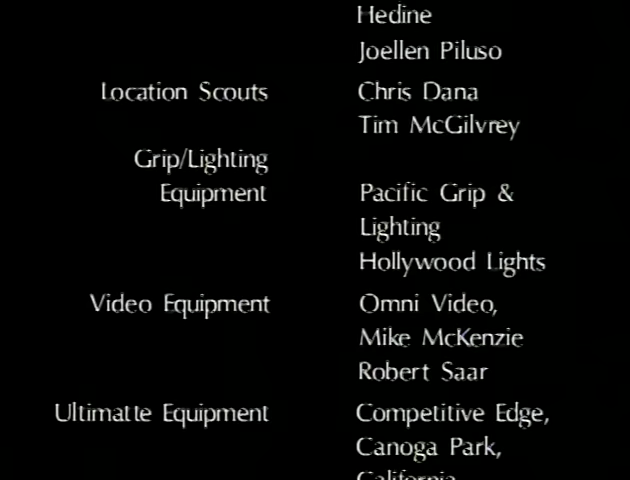 Hedine
Joellen Piluso
Location Scouts Chris Dana
Tim McGilvrey
Grip/Lighting
Equipment Pacific Grip &
Lighting
Hollywood Lights
Video Equipment Omni Video,
Mike McKenzie
Robert Saar
Ultimatte Equipment Competitive Edge,
Canoga Park,
California